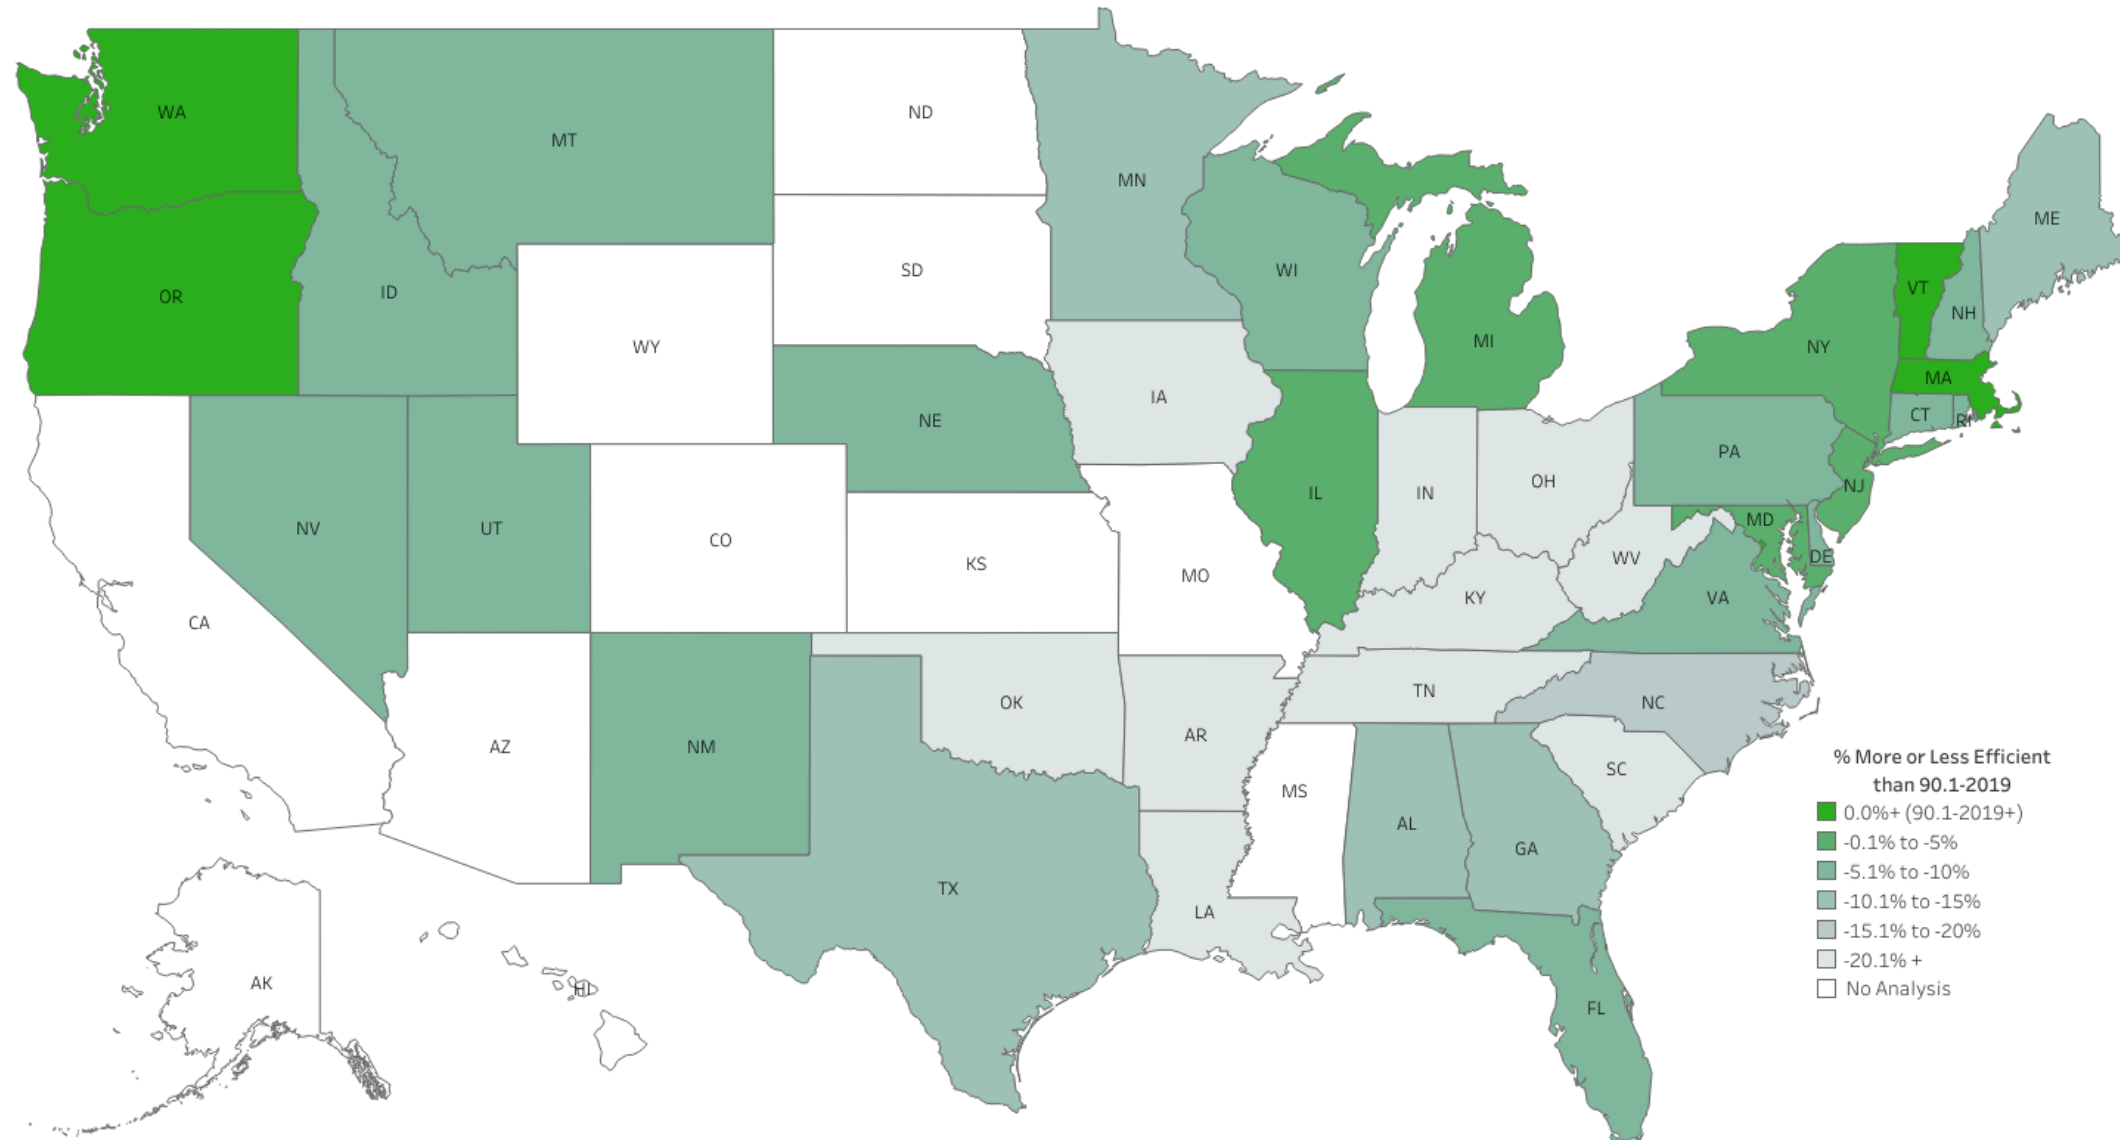 WA
ND
MT
MN
ME
SD
WI
OR
ID
VT
NH
MI
NY
WY
MA
IA
CT
RI
NE
PA
OH
NJ
IL
IN
MD
NV
UT
CO
DE
WV
KS
MO
KY
VA
CA
TN
OK
NC
AR
AZ
NM
SC
MS
AL
GA
TX
LA
AK
HI
FL
% More or Less Efficient
than 90.1-2019
0.0%+ (90.1-2019+)
-0.1% to -5%
-5.1% to -10%
-10.1% to -15%
-15.1% to -20%
-20.1% +
No Analysis